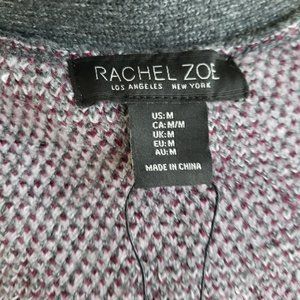 RACHEL ZOE
LOS ANGELES NEW YORK
US:M
CA:M/M
UK:M
EU:M
AU:M
MADE IN CHINA